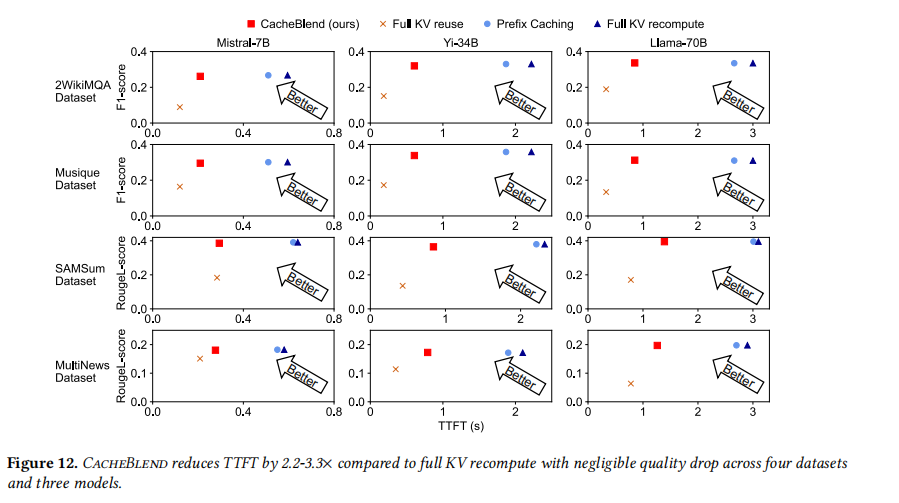 CacheBlend (ours) Full KV reuse Prefix Caching Full KV recompute
Mistral-7B Yi-34B Llama-70B
2WikiMQA
Dataset
F1-score
0.4
0.2
0.0
0.0 0.4 0.8
Better
0.4
0.2
0.0
0 1 2
Better
0.4
0.2
0.0
0 1 2 3
Better
Musique
Dataset
F1-score
0.4
0.2
0.0
0.0 0.4 0.8
Better
0.4
0.2
0.0
0 1 2
Better
0.4
0.2
0.0
0 1 2 3
Better
SAMSum
Dataset
RougeL-score
0.4
0.2
0.0
0.0 0.4 0.8
Better
0.4
0.2
0.0
0 1 2
Better
0.4
0.2
0.0
0 1 2 3
Better
MultiNews
Dataset
RougeL-score
0.2
0.1
0.0
0.0 0.4 0.8
Better
0.2
0.1
0.0
0 1 2
Better
0.2
0.1
0.0
0 1 2 3
Better
TTFT (s)
Figure 12. CacheBlend reduces TTFT by 2.2-3.3× compared to full KV recompute with negligible quality drop across four datasets
and three models.